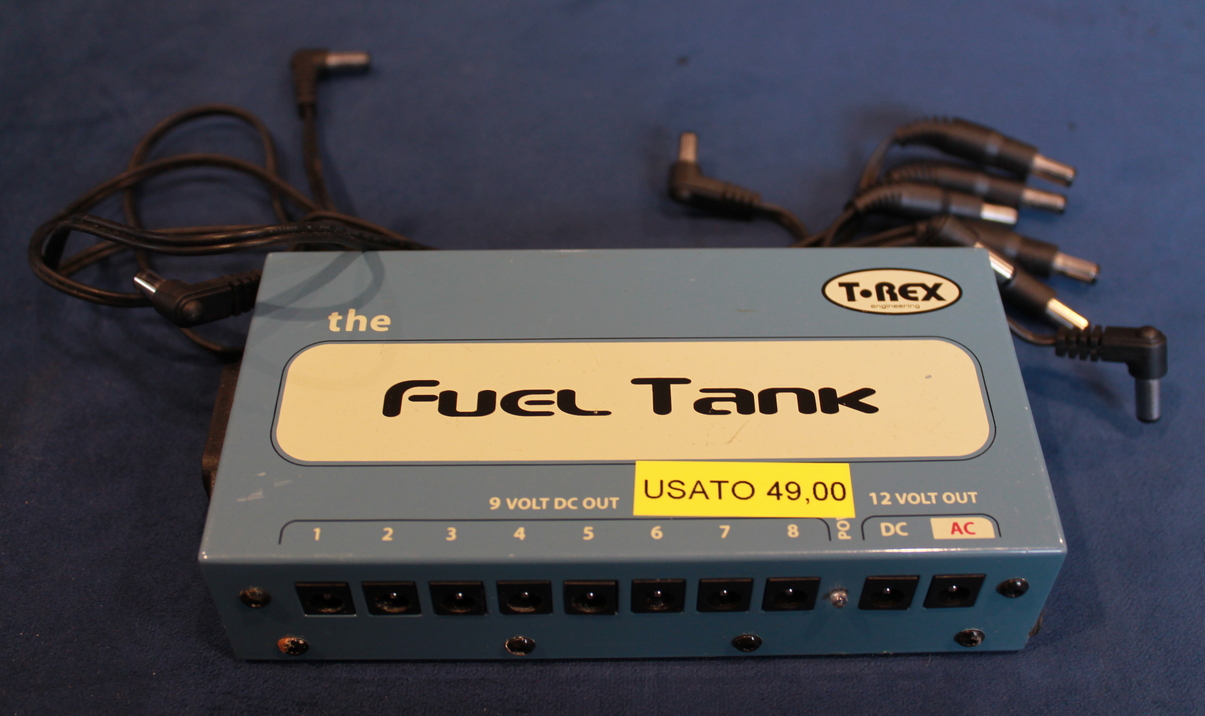 T•REX
engineering
the
Fuel Tank
USATO 49,00
9 VOLT DC OUT
12 VOLT OUT
1 2 3 4 5 6 7 8
DC AC